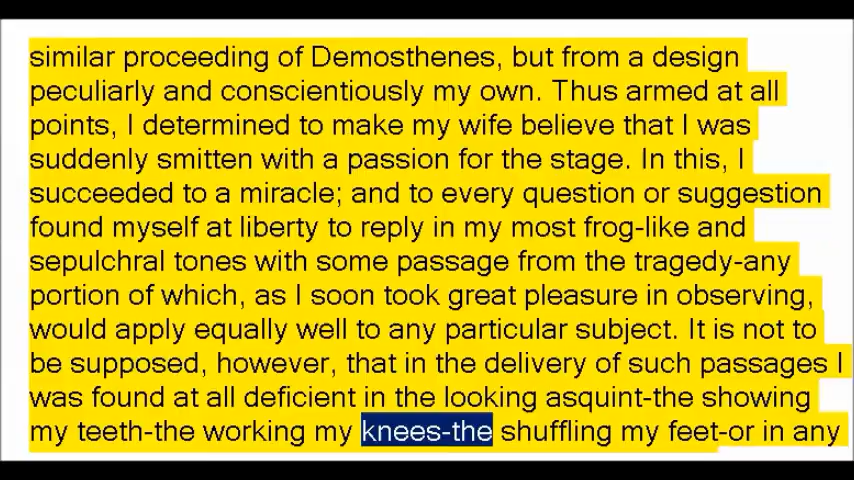 similar proceeding of Demosthenes, but from a design
peculiarly and conscientiously my own. Thus armed at all
points, I determined to make my wife believe that I was
suddenly smitten with a passion for the stage. In this, I
succeeded to a miracle; and to every question or suggestion
found myself at liberty to reply in my most frog-like and
sepulchral tones with some passage from the tragedy-any
portion of which, as I soon took great pleasure in observing,
would apply equally well to any particular subject. It is not to
be supposed, however, that in the delivery of such passages I
was found at all deficient in the looking asquint-the showing
my teeth-the working my knees-the shuffling my feet-or in any